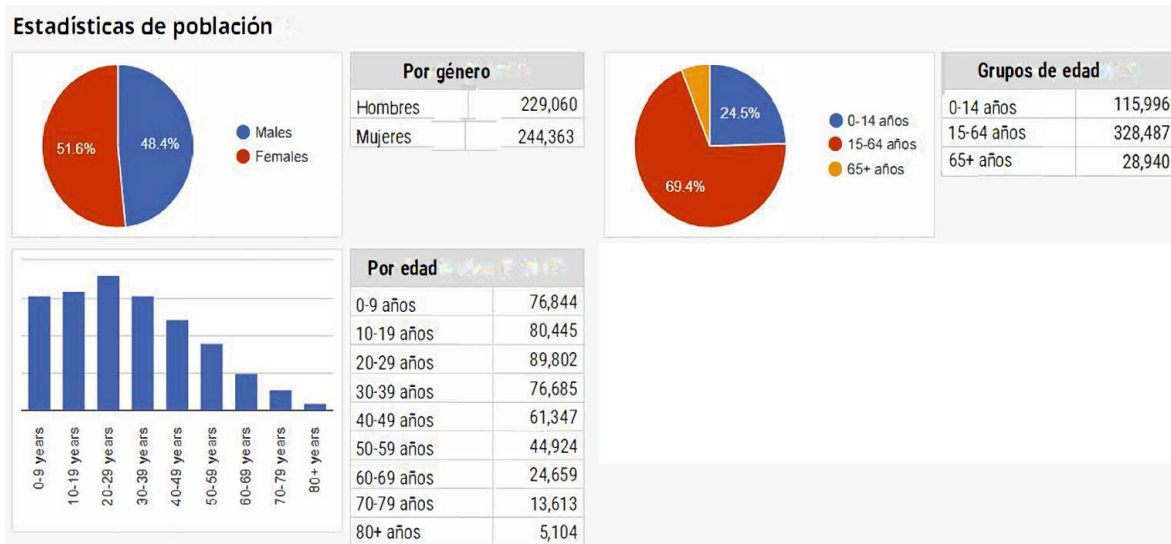 Estadísticas de población
51.6%
48.4%
Males
Females
Por género
Hombres 229,060
Mujeres 244,363
24.5%
69.4%
0-14 años
15-64 años
65+ años
Grupos de edad
0-14 años 115,996
15-64 años 328,487
65+ años 28,940
0-9 years
10-19 years
20-29 years
30-39 years
40-49 years
50-59 years
60-69 years
70-79 years
80+ years
Por edad
0-9 años 76,844
10-19 años 80,445
20-29 años 89,802
30-39 años 76,685
40-49 años 61,347
50-59 años 44,924
60-69 años 24,659
70-79 años 13,613
80+ años 5,104